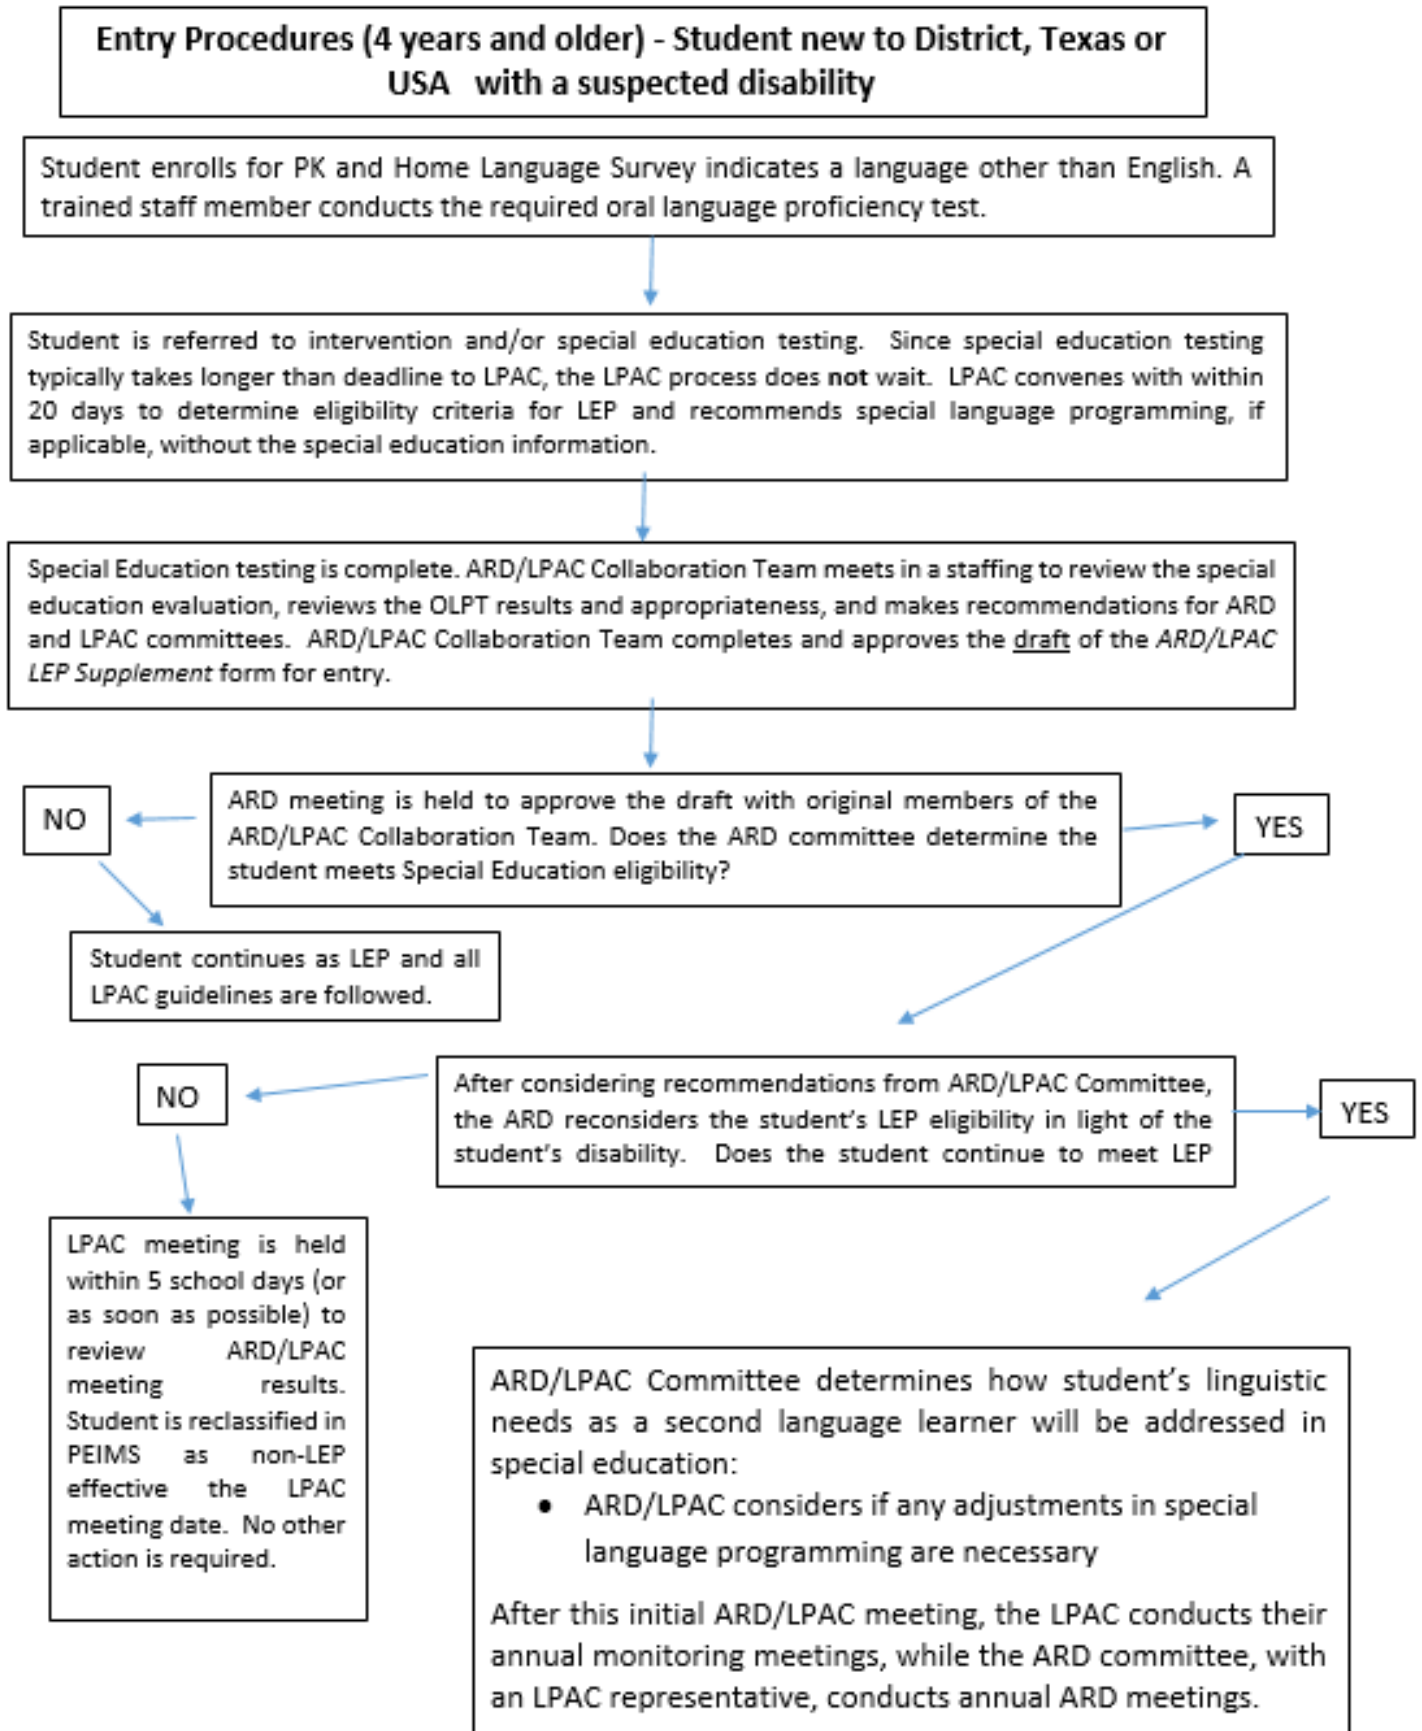 Entry Procedures (4 years and older) - Student new to District, Texas or
USA with a suspected disability
Student enrolls for PK and Home Language Survey indicates a language other than English. A
trained staff member conducts the required oral language proficiency test.
Student is referred to intervention and/or special education testing. Since special education testing
typically takes longer than deadline to LPAC, the LPAC process does not wait. LPAC convenes with within
20 days to determine eligibility criteria for LEP and recommends special language programming, if
applicable, without the special education information.
Special Education testing is complete. ARD/LPAC Collaboration Team meets in a staffing to review the special
education evaluation, reviews the OLPT results and appropriateness, and makes recommendations for ARD
and LPAC committees. ARD/LPAC Collaboration Team completes and approves the draft of the ARD/LPAC
LEP Supplement form for entry.
NO
ARD meeting is held to approve the draft with original members of the
ARD/LPAC Collaboration Team. Does the ARD committee determine the
student meets Special Education eligibility?
YES
Student continues as LEP and all
LPAC guidelines are followed.
NO
After considering recommendations from ARD/LPAC Committee,
the ARD reconsiders the student's LEP eligibility in light of the
student's disability. Does the student continue to meet LEP
YES
LPAC meeting is held
within 5 school days (or
as soon as possible) to
review ARD/LPAC
meeting results.
Student is reclassified in
PEIMS as non-LEP
effective the LPAC
meeting date. No other
action is required.
ARD/LPAC Committee determines how student's linguistic
needs as a second language learner will be addressed in
special education:
• ARD/LPAC considers if any adjustments in special
language programming are necessary
After this initial ARD/LPAC meeting, the LPAC conducts their
annual monitoring meetings, while the ARD committee, with
an LPAC representative, conducts annual ARD meetings.